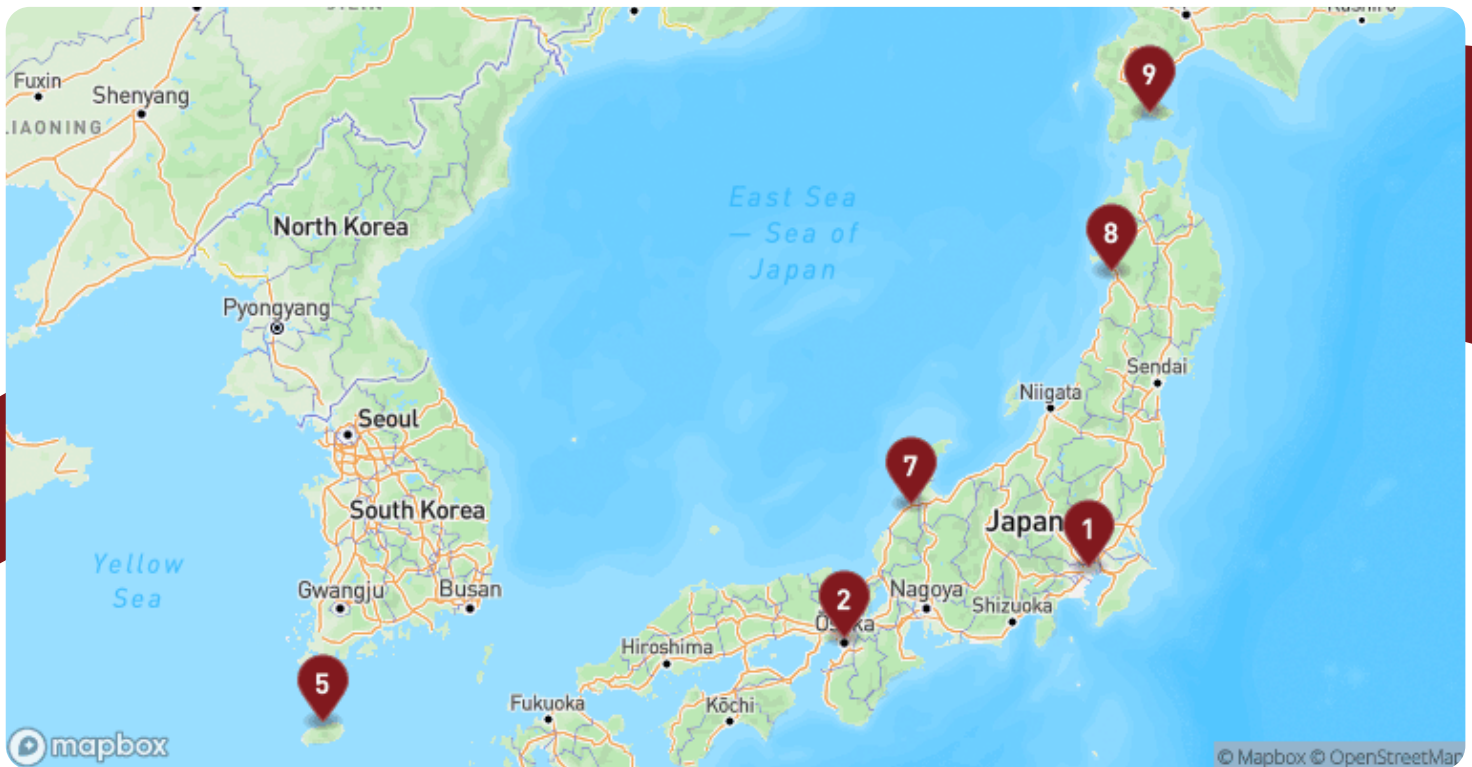 Fuxin
Shenyang
LIAONING
Kushiro
9
East Sea
— Sea of
Japan
North Korea
8
Pyongyang
Sendai
Niigata
Seoul
7
South Korea
Japan
1
Yellow
Sea
Gwangju
Busan
2
Nagoya
Shizuoka
Hiroshima
5
Fukuoka
Kōchi
mapbox
© Mapbox © OpenStreetMap